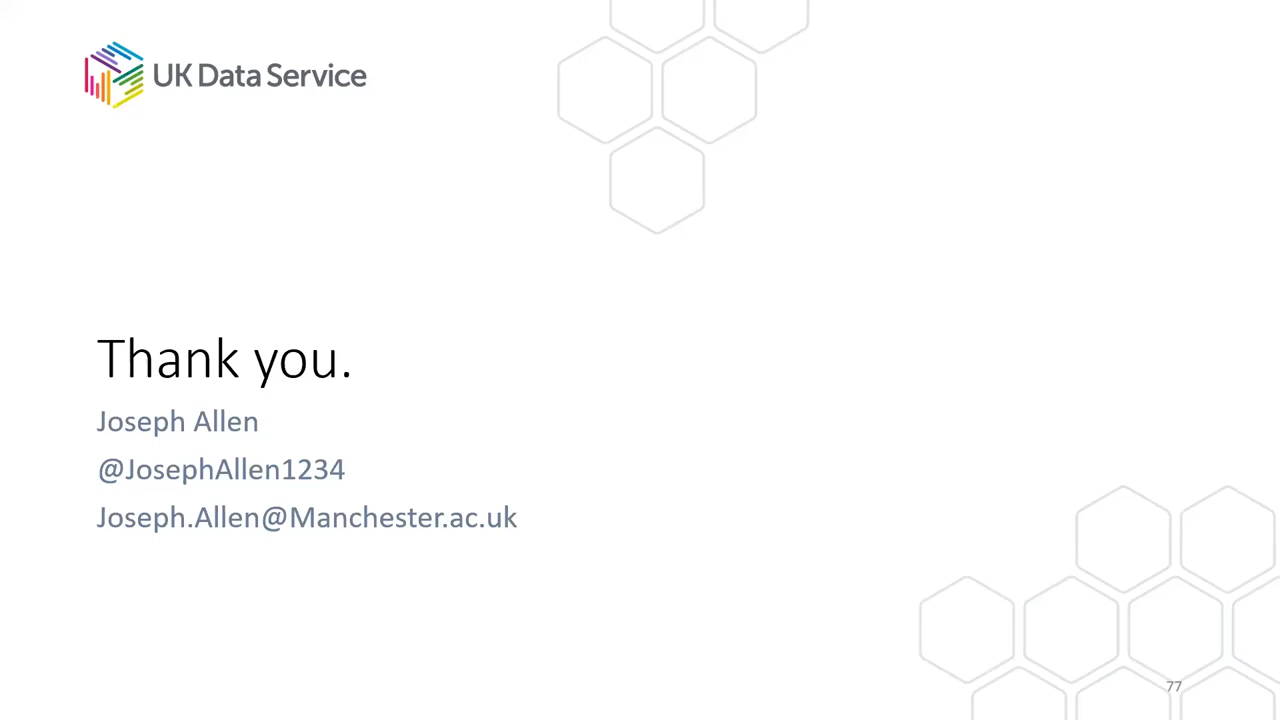 UK Data Service
Thank you.
Joseph Allen
@JosephAllen1234
Joseph.Allen@Manchester.ac.uk
77